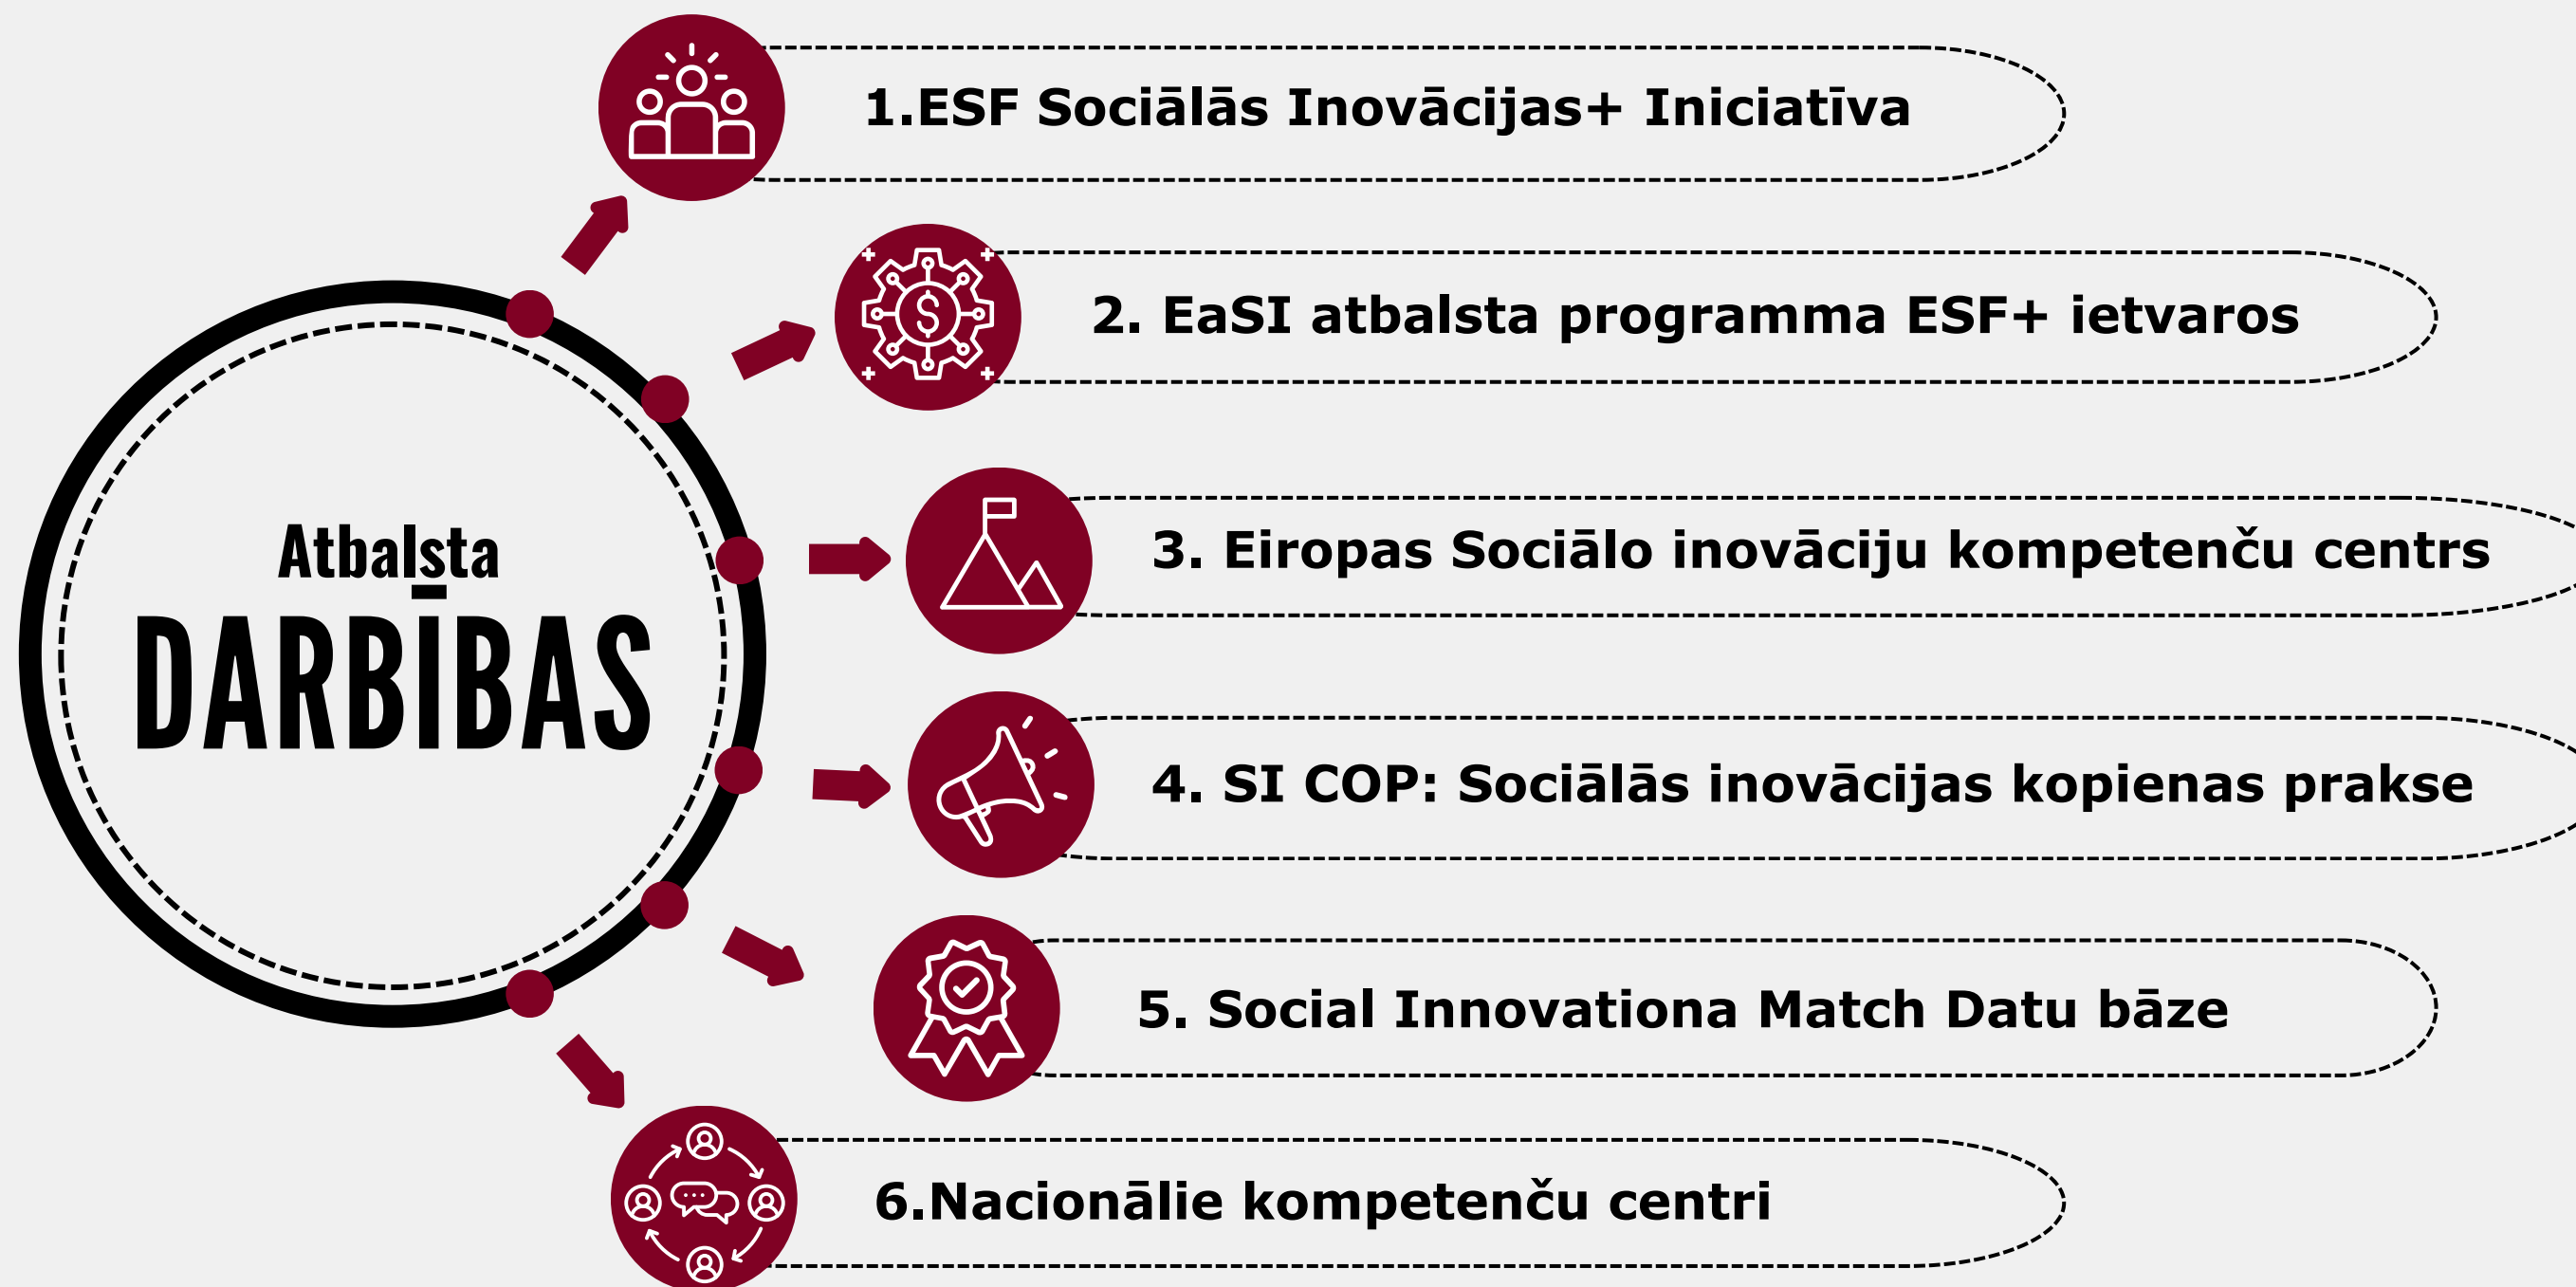 Atbalsta
DARBĪBAS
1.ESF Sociālās Inovācijas+ Iniciatīva
2. EaSI atbalsta programma ESF+ ietvaros
3. Eiropas Sociālo inovāciju kompetenču centrs
4. SI COP: Sociālās inovācijas kopienas prakse
5. Social Innovationa Match Datu bāze
6.Nacionālie kompetenču centri